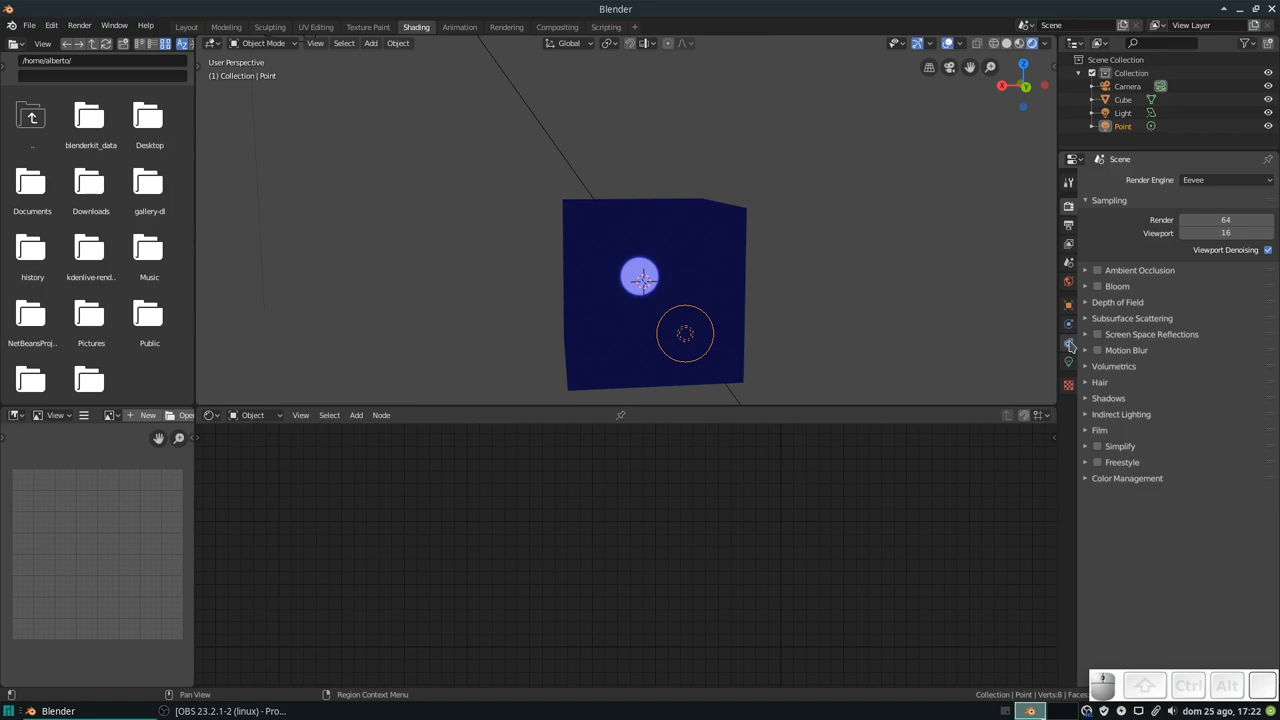 Blender
File Edit Render Window Help
Layout Modeling Sculpting UV Editing Texture Paint Shading Animation Rendering Compositing Scripting
Scene
View Layer
View
Object Mode View Select Add Object
Global
/home/alberto/
User Perspective
(1) Collection | Point
Z
X
Y
Scene Collection
Collection
Camera
Cube
Light
Point
..
blenderkit_data
Desktop
Documents
Downloads
gallery-dl
history
kdenlive-rend..
Music
NetBeansProj..
Pictures
Public
Scene
Render Engine Eevee
Sampling
Render 64
Viewport 16
Viewport Denoising
Ambient Occlusion
Bloom
Depth of Field
Subsurface Scattering
Screen Space Reflections
Motion Blur
Volumetrics
Hair
Shadows
Indirect Lighting
Film
Simplify
Freestyle
Color Management
View New Open
Object View Select Add Node
Pan View
Region Context Menu
Collection | Point | Verts:8 | Faces:
Ctrl Alt
Blender
[OBS 23.2.1-2 (linux) - Pro...
dom 25 ago, 17:22